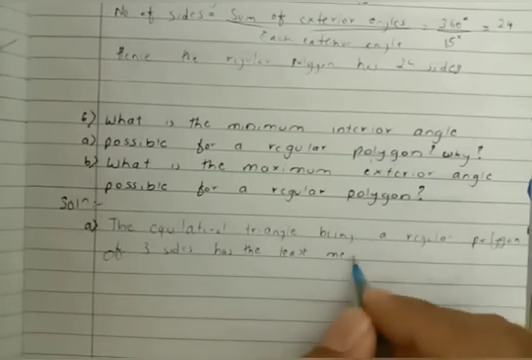 No of sides = Sum of exterior angles / Each exterior angle = 360° / 15° = 24
Hence the regular polygon has 24 sides
6) What is the minimum interior angle
a) possible for a regular polygon? why?
b) What is the maximum exterior angle
possible for a regular polygon?
Soln:-
a) The equilateral triangle being a regular polygon
of 3 sides has the least me